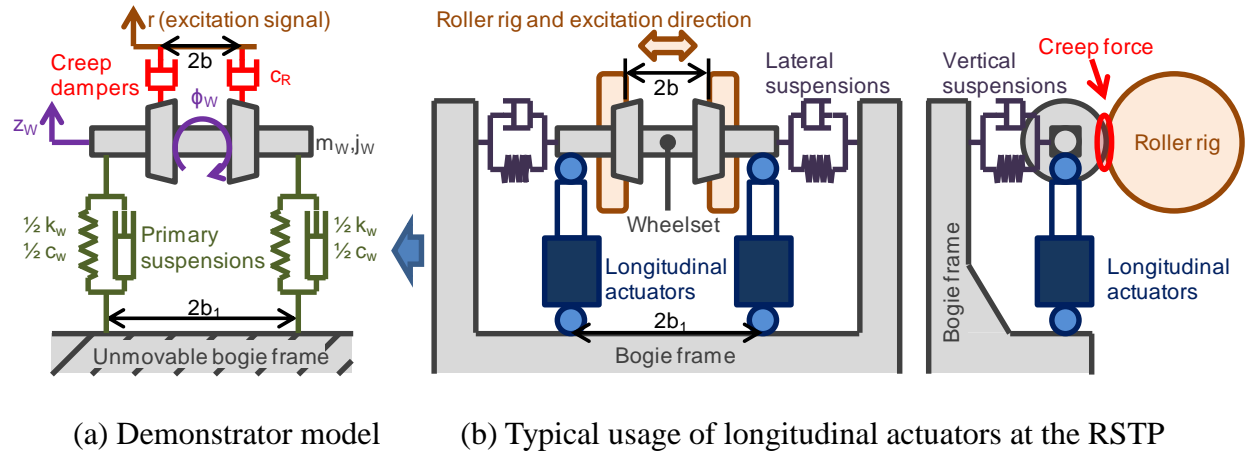 r (excitation signal)
2b
Creep
dampers
c_R
ϕ_W
z_W
m_W,j_W
½ k_w
½ c_w
Primary
suspensions
½ k_w
½ c_w
2b_1
Unmovable bogie frame
Roller rig and excitation direction
2b
Lateral
suspensions
Wheelset
Longitudinal
actuators
2b_1
Bogie frame
Vertical
suspensions
Creep force
Roller rig
Bogie frame
Longitudinal
actuators
(a) Demonstrator model
(b) Typical usage of longitudinal actuators at the RSTP